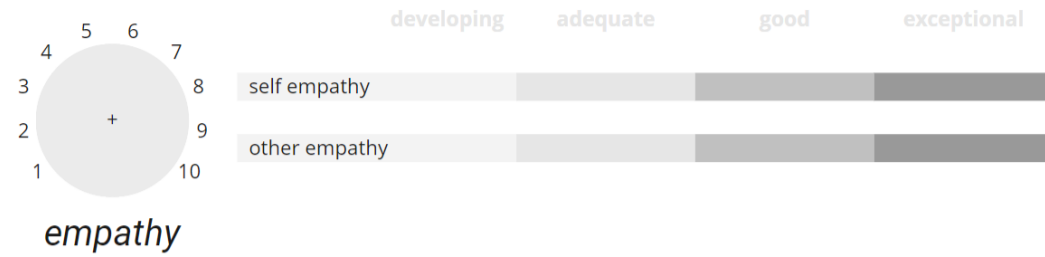 developing adequate good exceptional
5 6
4 7
3 8
self empathy
+
2 9
other empathy
1 10
empathy